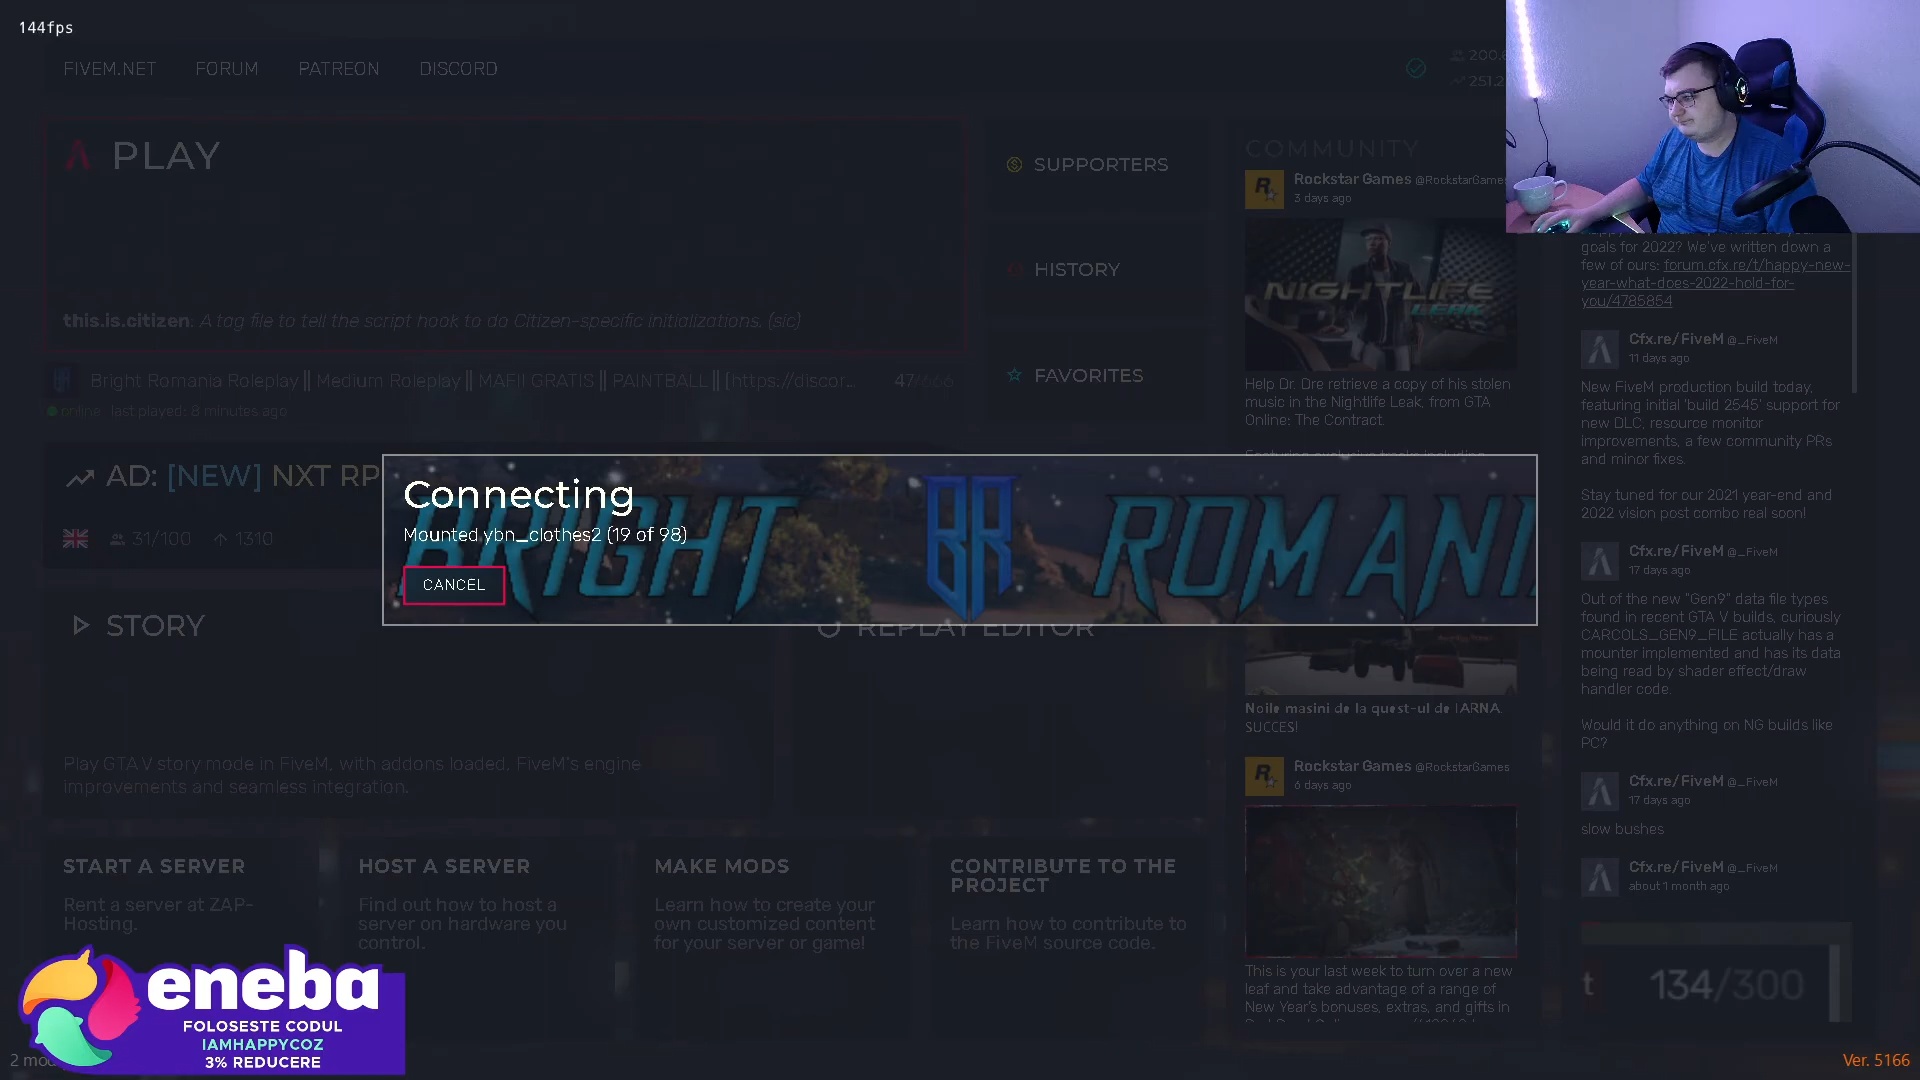 144fps
FIVEM.NET FORUM PATREON DISCORD
PLAY
this.is.citizen. A tag file to tell the script hook to do Citizen-specific initializations. (sic)
Bright Romania Roleplay || Medium Roleplay || MAFII GRATIS || PAINTBALL || [https://discor...
online last played: 8 minutes ago
SUPPORTERS
HISTORY
FAVORITES
AD: [NEW] NXT RP
31/100 1310
Connecting
Mounted ybn_clothes2 (19 of 98)
CANCEL
BRIGHT BR ROMANI
STORY
Play GTA V story mode in FiveM, with addons loaded. FiveM's engine
improvements and seamless integration.
REPLAY EDITOR
START A SERVER
Rent a server at ZAP-
Hosting.
HOST A SERVER
Find out how to host a
server on hardware you
control.
MAKE MODS
Learn how to create your
own customized content
for your server or game!
CONTRIBUTE TO THE
PROJECT
Learn how to contribute to
the FiveM source code.
COMMUNITY
Rockstar Games @RockstarGames
3 days ago
NIGHTLIFE
LEAK
Help Dr. Dre retrieve a copy of his stolen
music in the Nightlife Leak, from GTA
Online: The Contract.
Noile masini de la quest-ul de IARNA.
SUCCES!
Rockstar Games @RockstarGames
6 days ago
This is your last week to turn over a new
leaf and take advantage of a range of
New Year's bonuses, extras, and gifts in
goals for 2022? We've written down a
few of ours: forum.cfx.re/t/happy-new-
year-what-does-2022-hold-for-
you/4785854
Cfx.re/FiveM @_FiveM
11 days ago
New FiveM production build today,
featuring initial 'build 2545' support for
new DLC, resource monitor
improvements, a few community PRs
and minor fixes.
Stay tuned for our 2021 year-end and
2022 vision post combo real soon!
Cfx.re/FiveM @_FiveM
17 days ago
Out of the new "Gen9" data file types
found in recent GTA V builds, curiously
CARCOLS_GEN9_FILE actually has a
mounter implemented and has its data
being read by shader effect/draw
handler code.
Would it do anything on NG builds like
PC?
Cfx.re/FiveM @_FiveM
17 days ago
slow bushes
Cfx.re/FiveM @_FiveM
about 1 month ago
t 134/300
eneba
FOLOSESTE CODUL
IAMHAPPYCOZ
3% REDUCERE
Ver. 5166